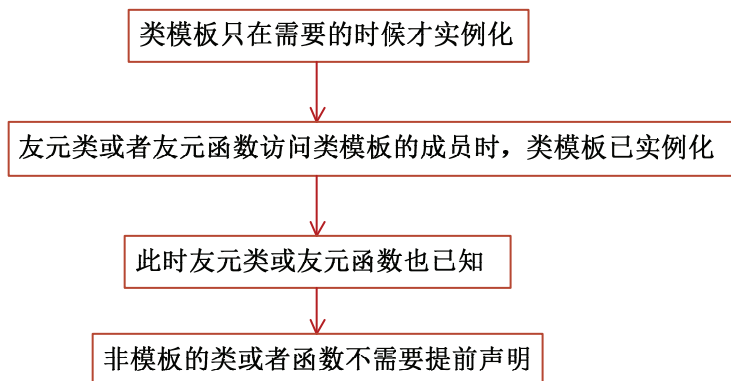 类模板只在需要的时候才实例化
友元类或者友元函数访问类模板的成员时，类模板已实例化
此时友元类或友元函数也已知
非模板的类或者函数不需要提前声明